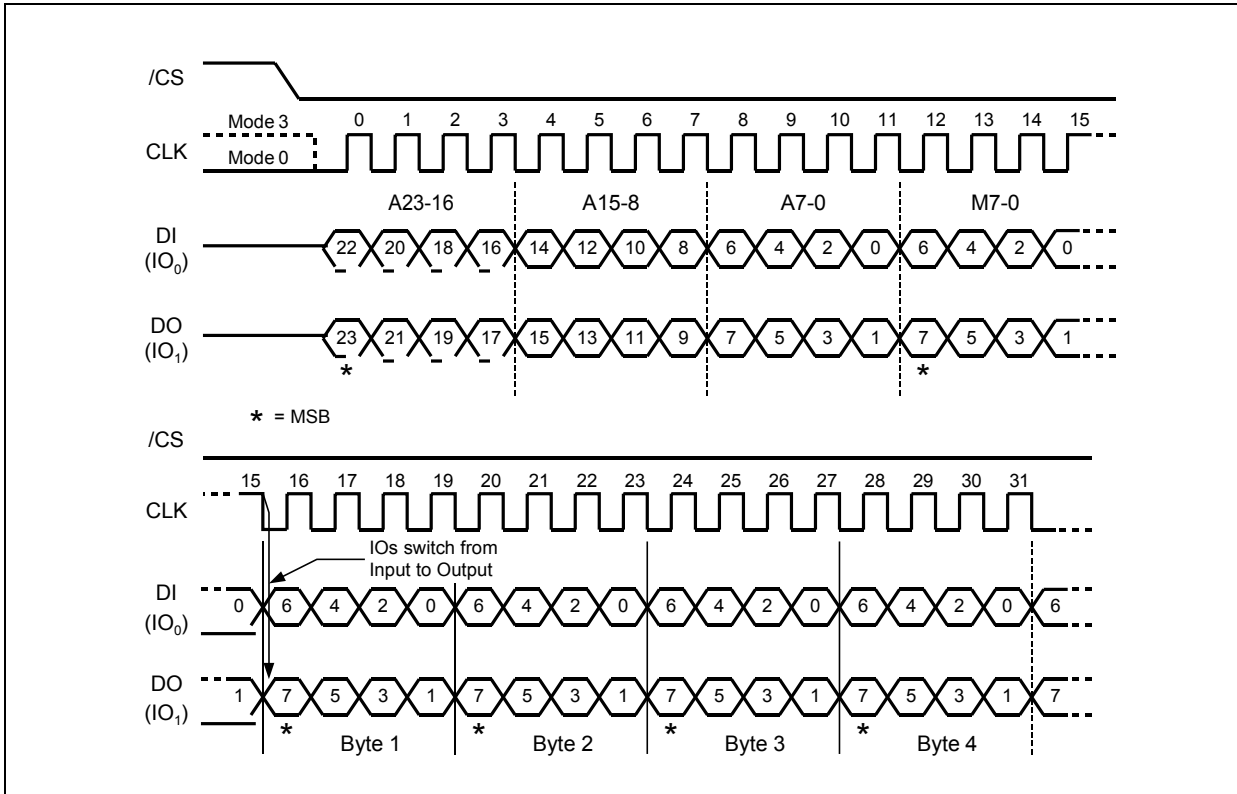 /CS
Mode 3
0 1 2 3 4 5 6 7 8 9 10 11 12 13 14 15
CLK
Mode 0
A23-16 A15-8 A7-0 M7-0
DI
(IO0)
22 20 18 16 14 12 10 8 6 4 2 0 6 4 2 0
DO
(IO1)
23 21 19 17 15 13 11 9 7 5 3 1 7 5 3 1
* *
* = MSB
/CS
15 16 17 18 19 20 21 22 23 24 25 26 27 28 29 30 31
CLK
IOs switch from
Input to Output
DI
(IO0)
0 6 4 2 0 6 4 2 0 6 4 2 0 6 4 2 0 6
DO
(IO1)
1 7 5 3 1 7 5 3 1 7 5 3 1 7 5 3 1 7
* * * *
Byte 1 Byte 2 Byte 3 Byte 4